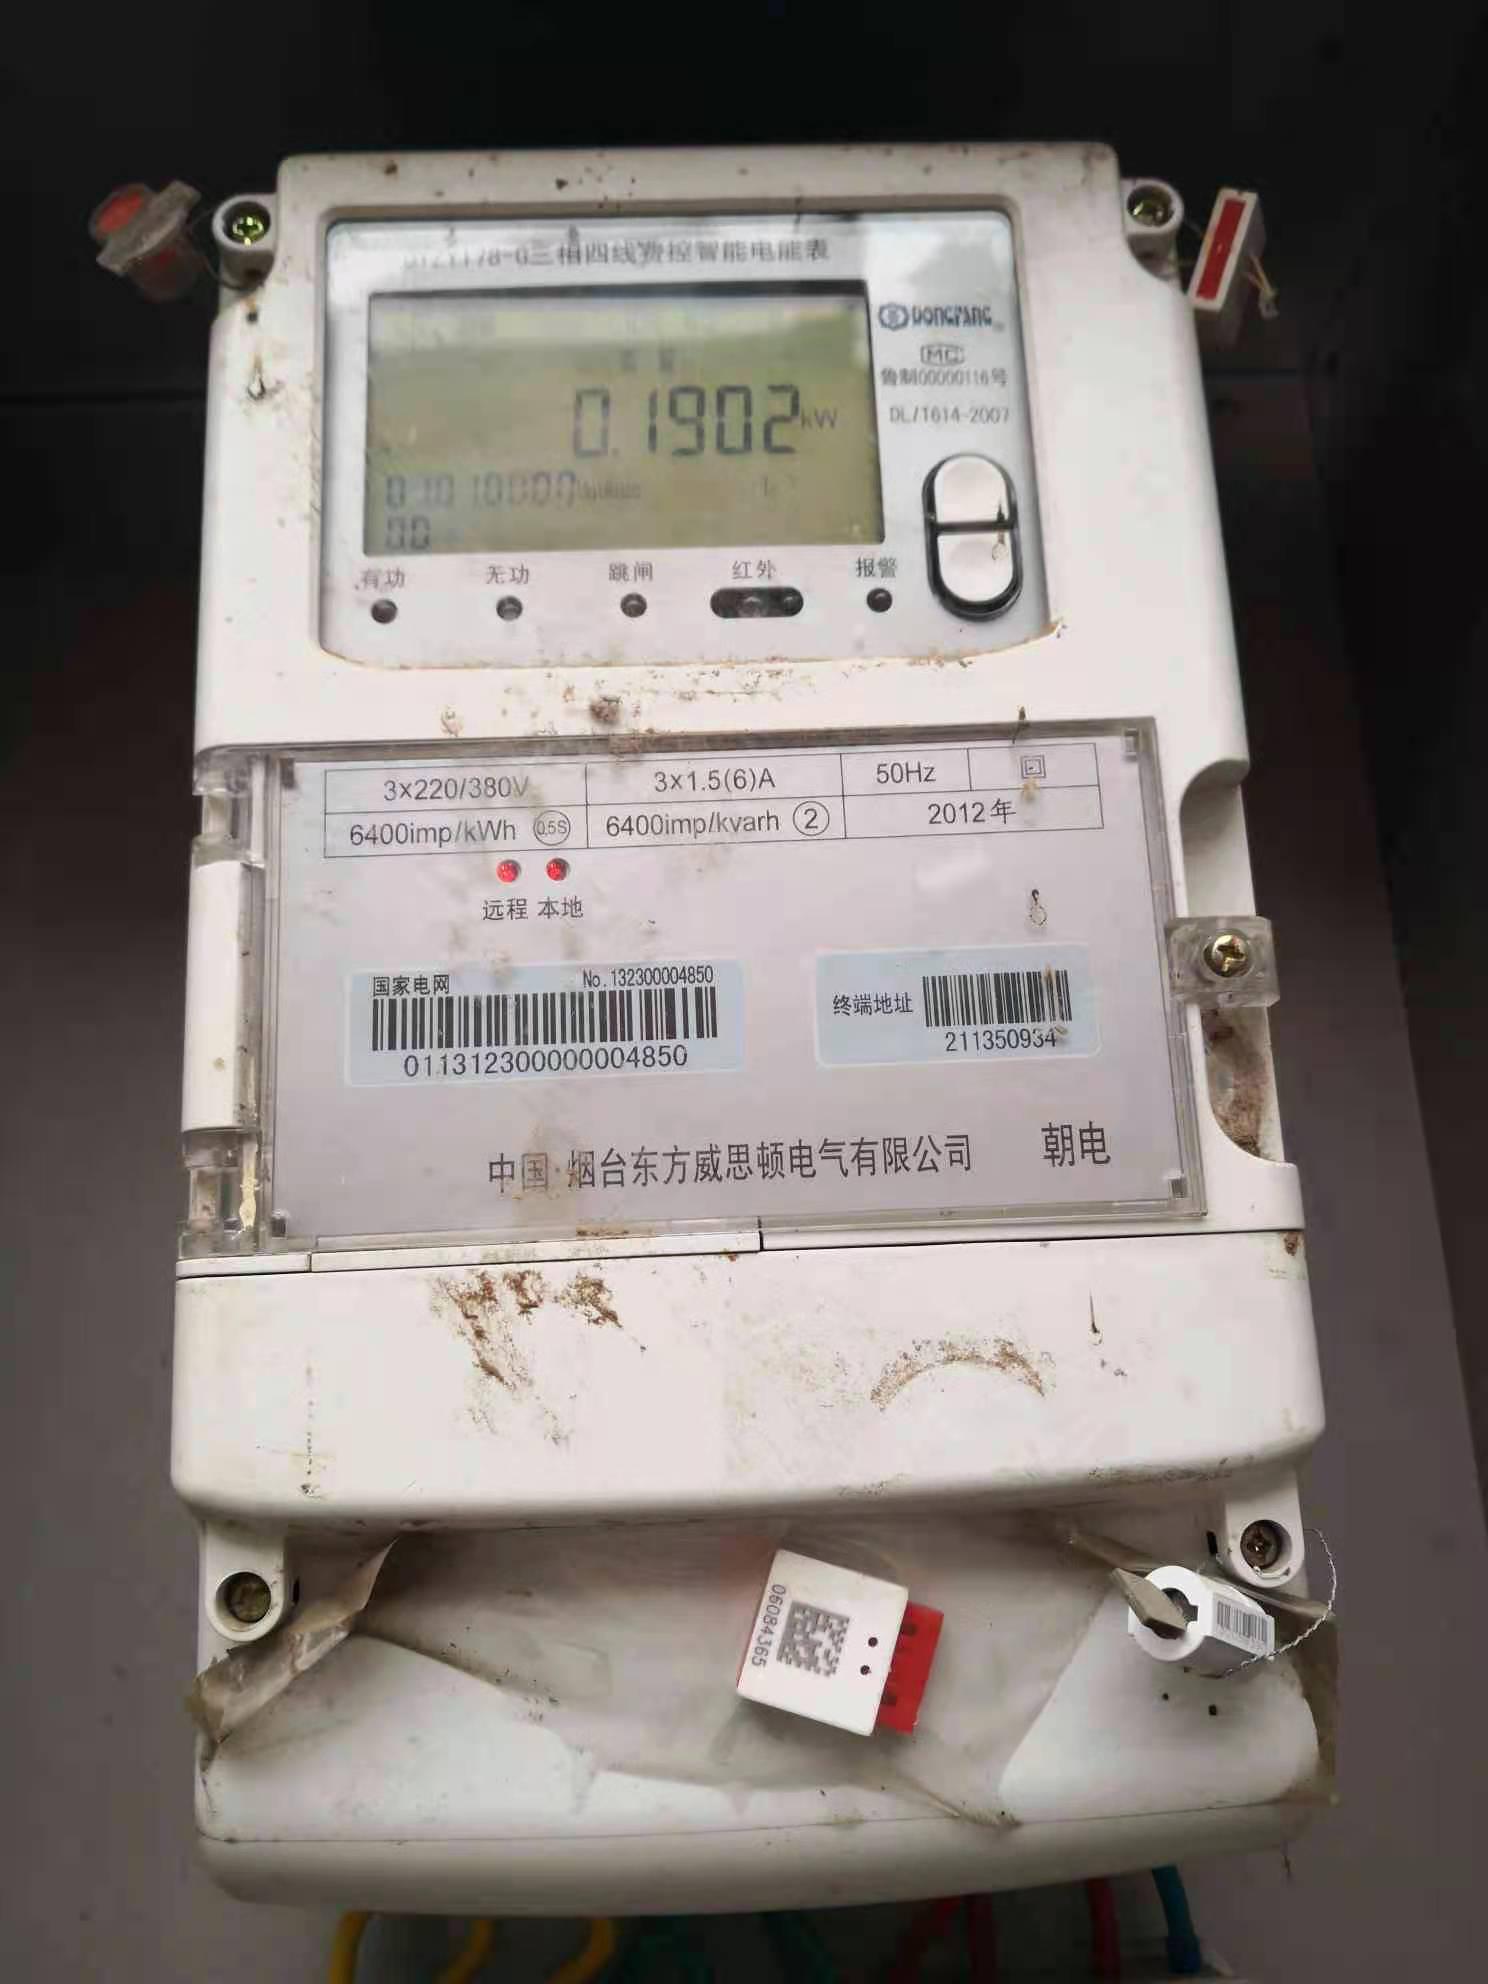 三相四线费控智能电能表
DONGFANG
MC
鲁制00000116号
DL/T614-2007
0.1902kW
00
有功 无功 跳闸 红外 报警
3×220/380V 3×1.5(6)A 50Hz
6400imp/kWh 0.5S 6400imp/kvarh 2 2012年
远程 本地
国家电网 No.132300004850
011312300000004850
终端地址
211350934
中国·烟台东方威思顿电气有限公司 朝电
06084365